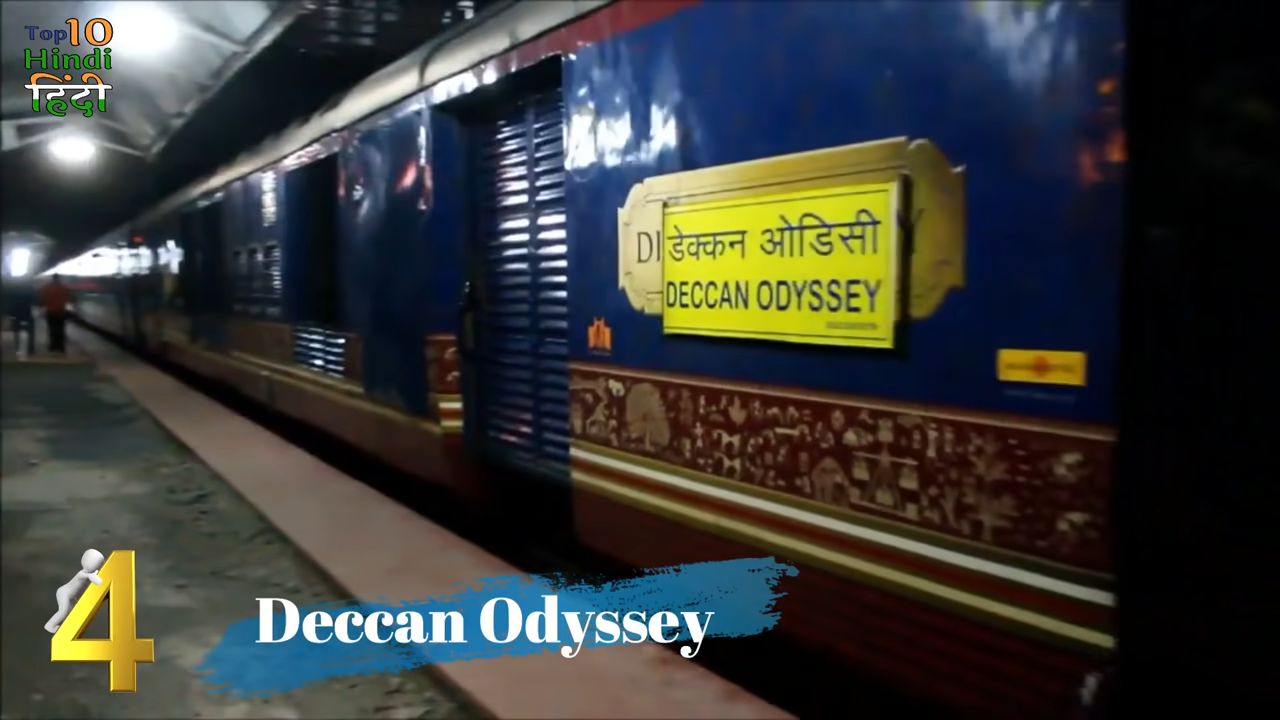 Top10
Hindi
हिंदी
DI
डेक्कन ओडिसी
Y
DECCAN ODYSSEY
4
Deccan Odyssey